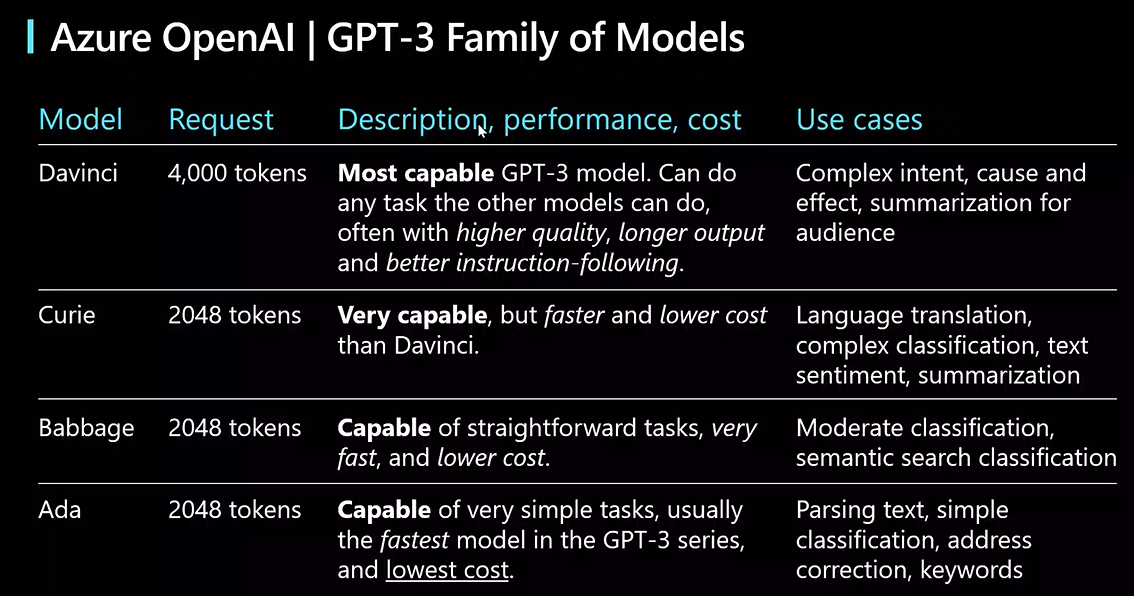 Azure OpenAI | GPT-3 Family of Models
Model Request Description, performance, cost Use cases
Davinci 4,000 tokens Most capable GPT-3 model. Can do Complex intent, cause and
any task the other models can do, effect, summarization for
often with higher quality, longer output audience
and better instruction-following.
Curie 2048 tokens Very capable, but faster and lower cost Language translation,
than Davinci. complex classification, text
sentiment, summarization
Babbage 2048 tokens Capable of straightforward tasks, very Moderate classification,
fast, and lower cost. semantic search classification
Ada 2048 tokens Capable of very simple tasks, usually Parsing text, simple
the fastest model in the GPT-3 series, classification, address
and lowest cost. correction, keywords